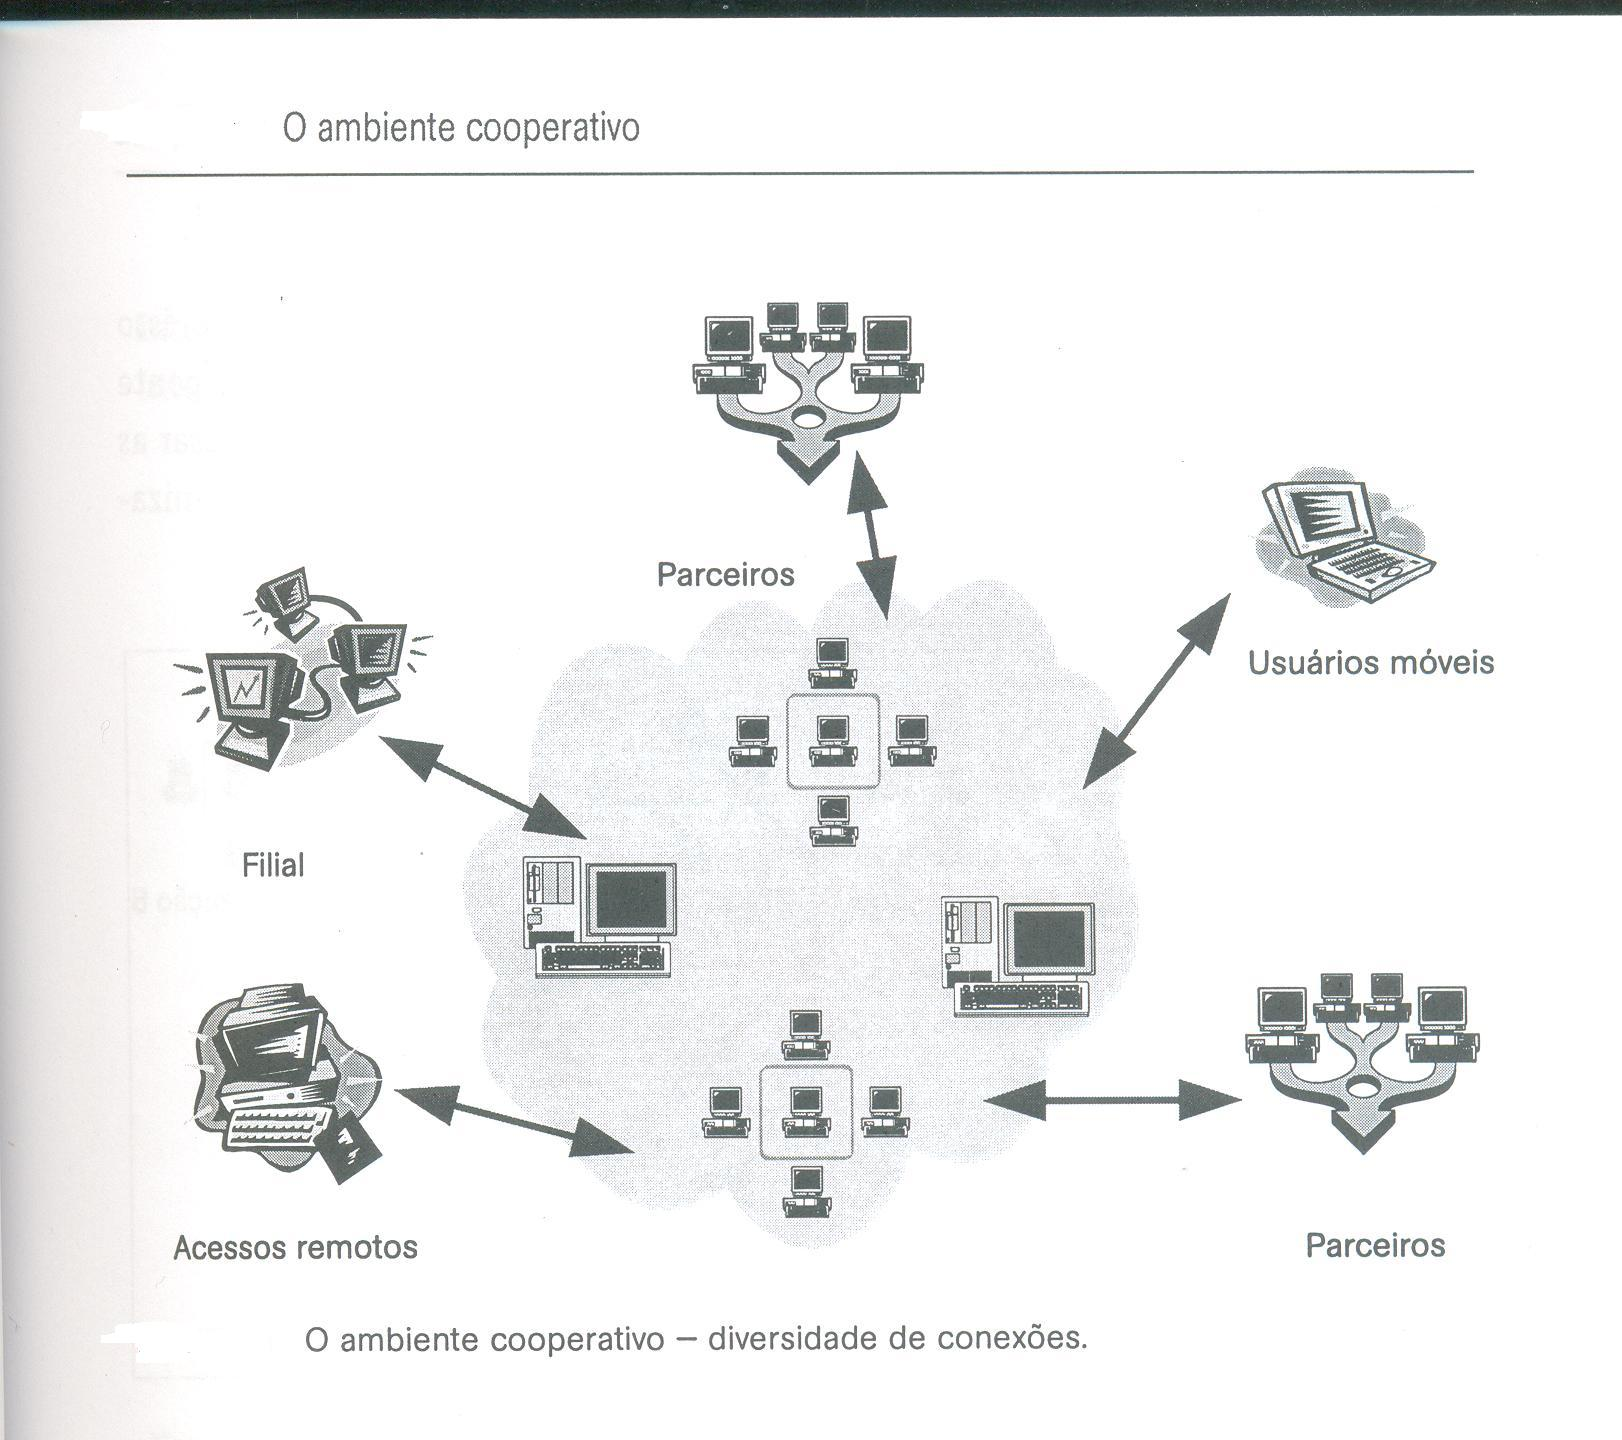 O ambiente cooperativo
Parceiros
Usuários móveis
Filial
Acessos remotos
Parceiros
O ambiente cooperativo – diversidade de conexões.